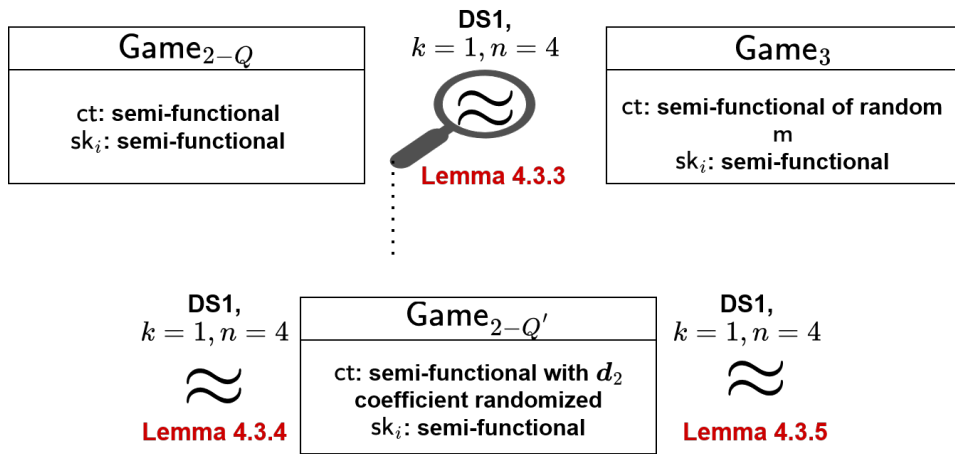 Game₂₋Q
ct: semi-functional
skᵢ: semi-functional
DS1,
k = 1, n = 4
≈
Lemma 4.3.3
Game₃
ct: semi-functional of random
m
skᵢ: semi-functional
DS1,
k = 1, n = 4
≈
Lemma 4.3.4
Game₂₋Q′
ct: semi-functional with d₂
coefficient randomized
skᵢ: semi-functional
DS1,
k = 1, n = 4
≈
Lemma 4.3.5